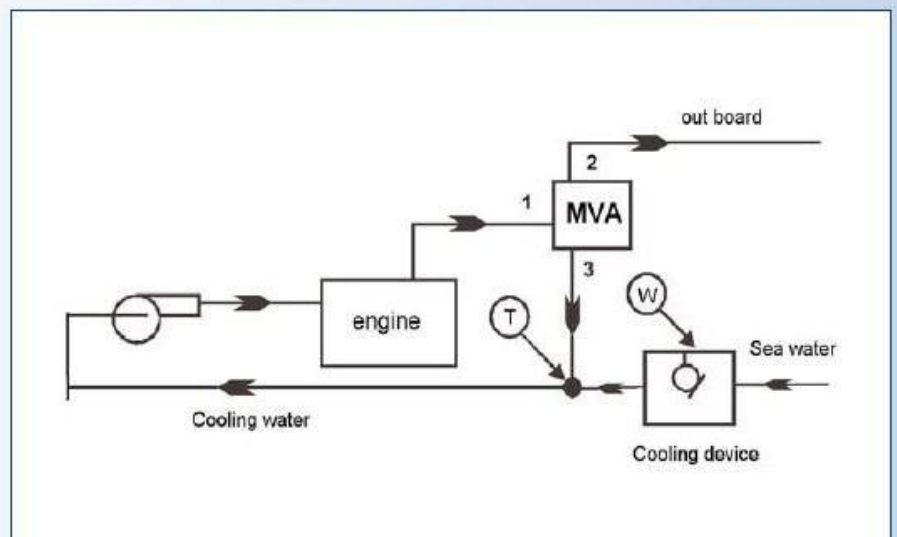 out board
2
1
MVA
3
W
T
engine
Sea water
Cooling water
Cooling device